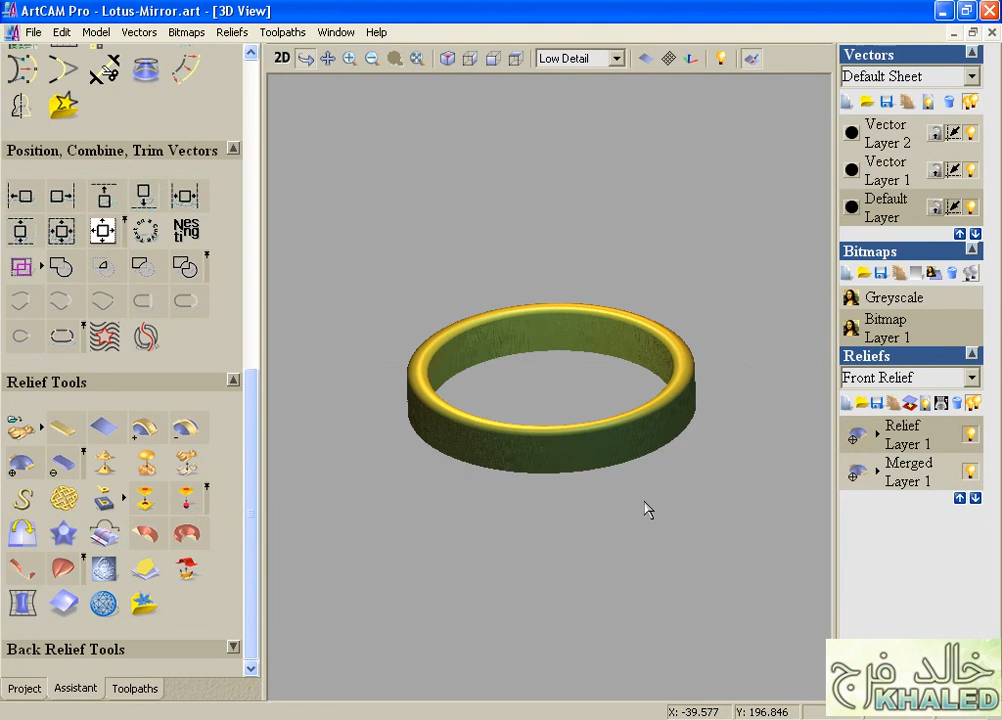 ArtCAM Pro - Lotus-Mirror.art - [3D View]
File Edit Model Vectors Bitmaps Reliefs Toolpaths Window Help
2D
Low Detail
Position, Combine, Trim Vectors
Nes
ting
Relief Tools
Back Relief Tools
Project Assistant Toolpaths
Vectors
Default Sheet
Vector
Layer 2
Vector
Layer 1
Default
Layer
Bitmaps
Greyscale
Bitmap
Layer 1
Reliefs
Front Relief
Relief
Layer 1
Merged
Layer 1
خالد فرج
KHALED
X: -39.577 Y: 196.846